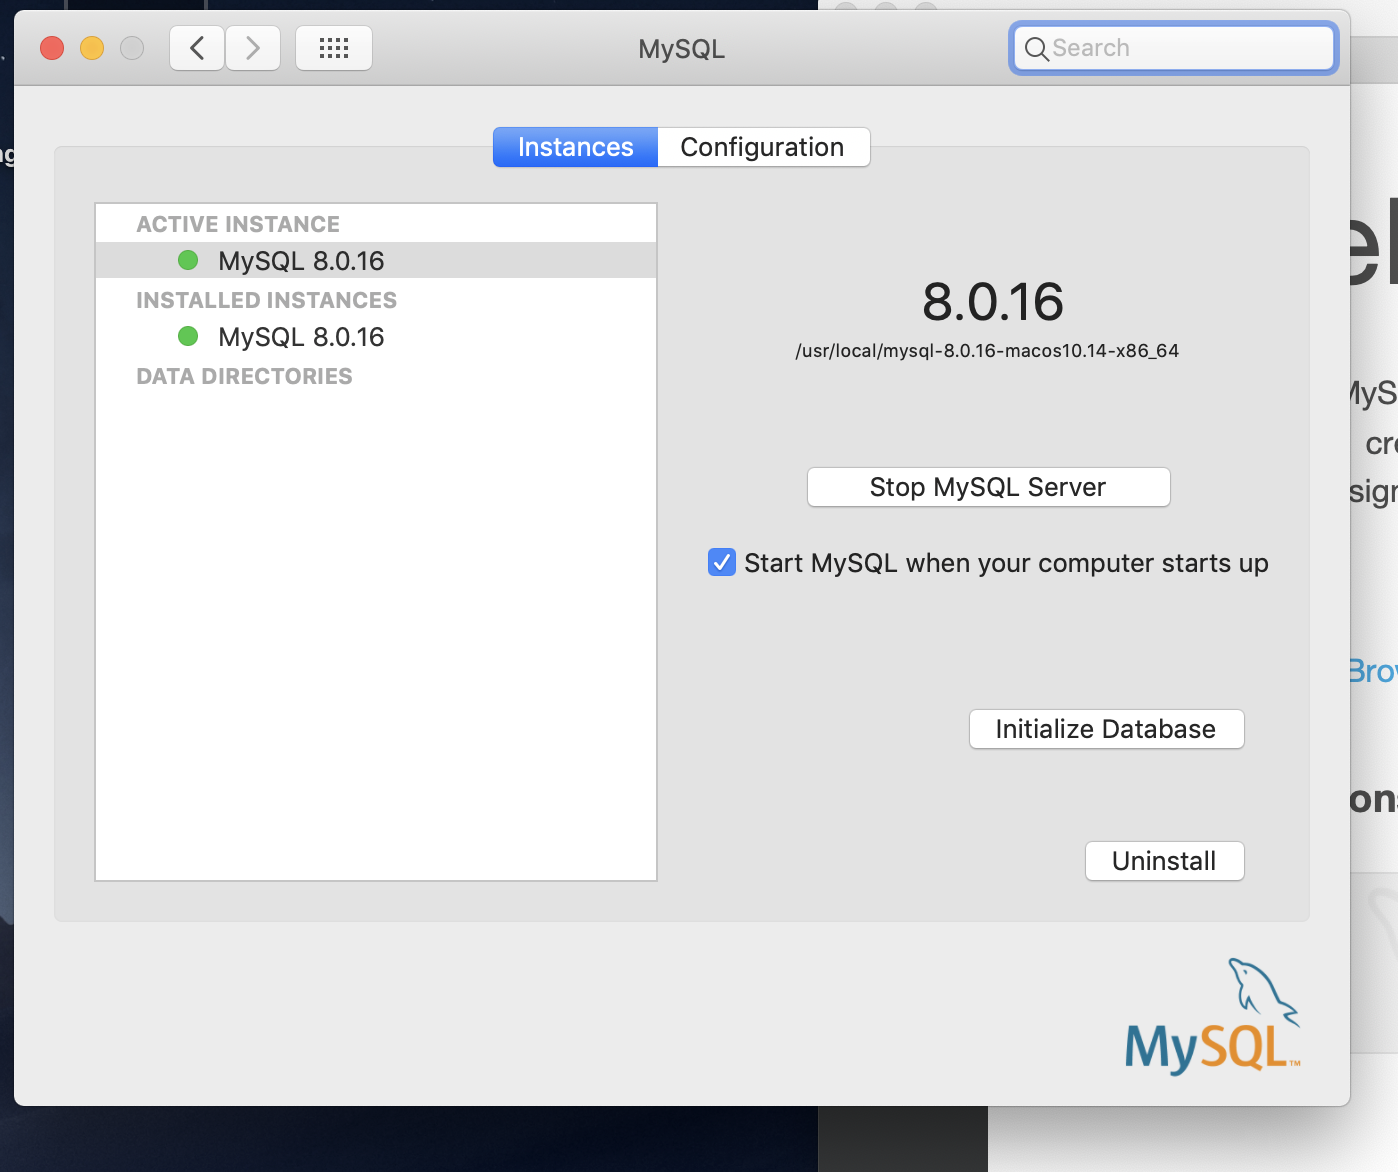 MySQL
Search
Instances
Configuration
ACTIVE INSTANCE
MySQL 8.0.16
INSTALLED INSTANCES
MySQL 8.0.16
DATA DIRECTORIES
8.0.16
/usr/local/mysql-8.0.16-macos10.14-x86_64
Stop MySQL Server
Start MySQL when your computer starts up
Initialize Database
Uninstall
MySQL™